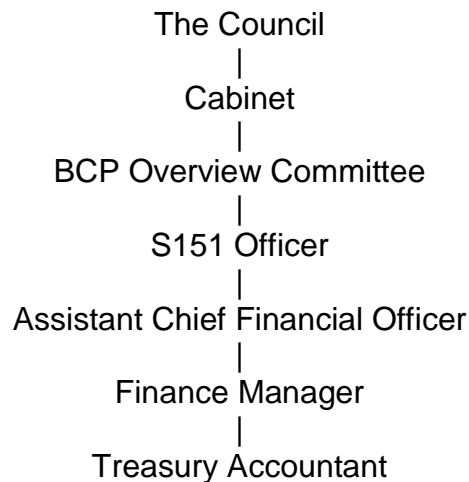 The Council
Cabinet
BCP Overview Committee
S151 Officer
Assistant Chief Financial Officer
Finance Manager
Treasury Accountant